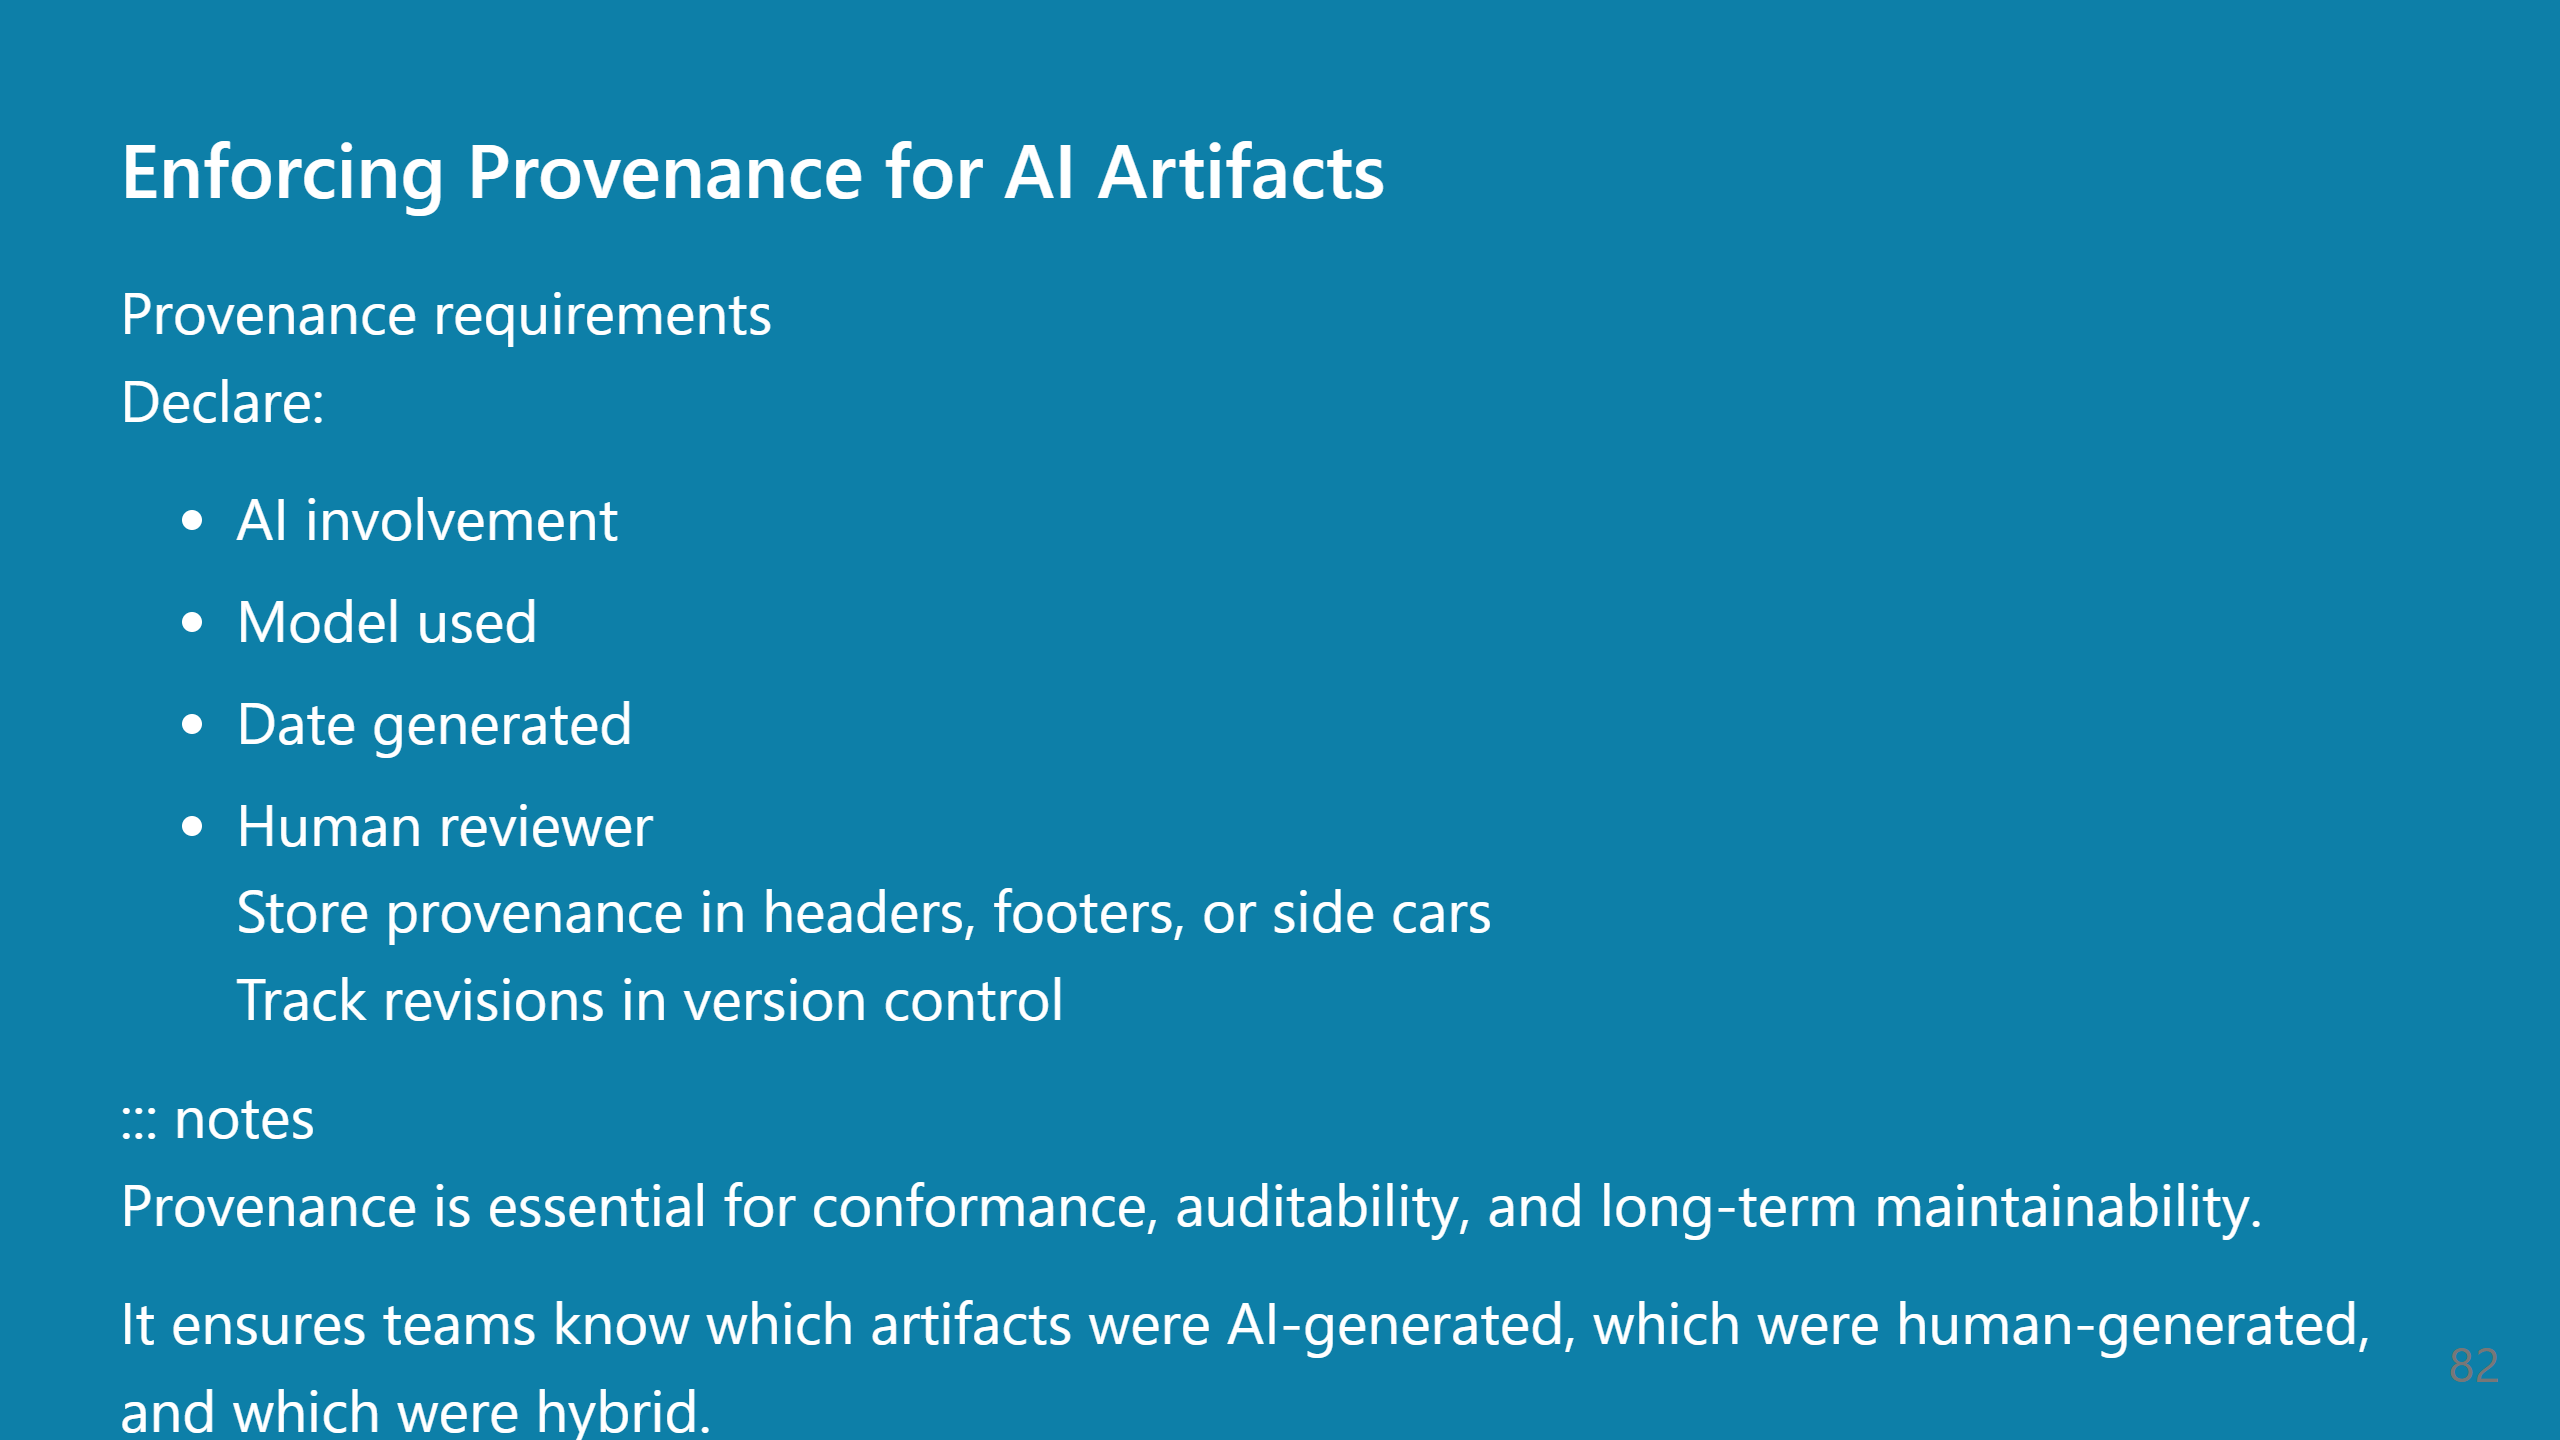 Enforcing Provenance for AI Artifacts
Provenance requirements
Declare:
• AI involvement
• Model used
• Date generated
• Human reviewer
Store provenance in headers, footers, or side cars
Track revisions in version control
::: notes
Provenance is essential for conformance, auditability, and long-term maintainability.
It ensures teams know which artifacts were AI-generated, which were human-generated,
and which were hybrid.
82